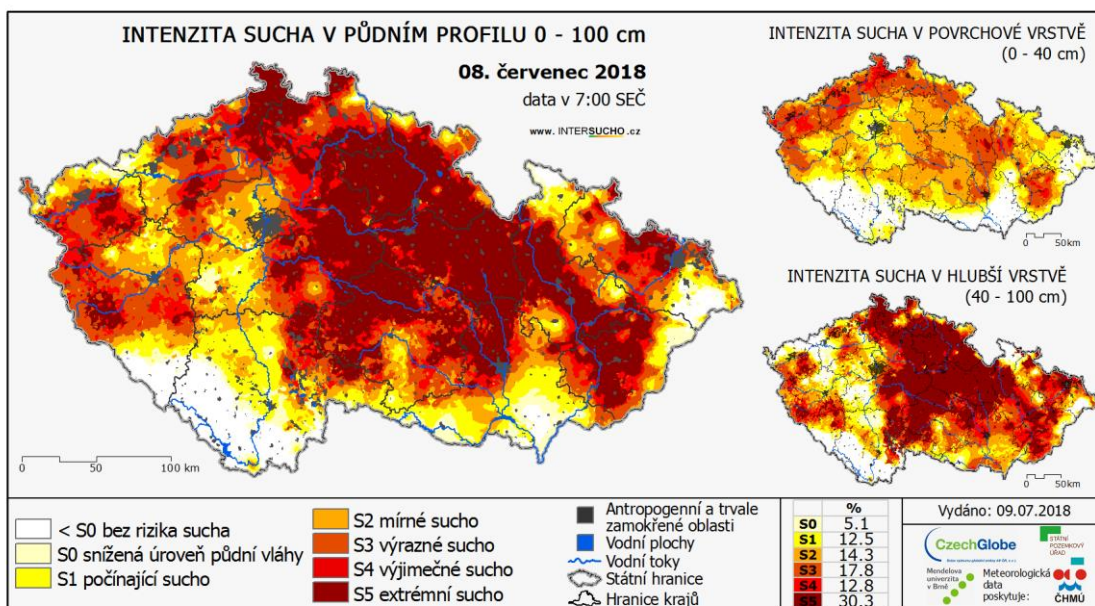 INTENZITA SUCHA V PŮDNÍM PROFILU 0 - 100 cm
08. červenec 2018
data v 7:00 SEČ
www. INTERSUCHO .cz
0 50 100 km
INTENZITA SUCHA V POVRCHOVÉ VRSTVĚ
(0 - 40 cm)
0 50km
INTENZITA SUCHA V HLUBŠÍ VRSTVĚ
(40 - 100 cm)
0 50km
< S0 bez rizika sucha
S0 snížená úroveň půdní vláhy
S1 počínající sucho
S2 mírné sucho
S3 výrazné sucho
S4 výjimečné sucho
S5 extrémní sucho
Antropogenní a trvale
zamokřené oblasti
Vodní plochy
Vodní toky
Státní hranice
Hranice krajů
%
S0 5.1
S1 12.5
S2 14.3
S3 17.8
S4 12.8
S5 30.3
Vydáno: 09.07.2018
CzechGlobe
STÁTNÍ
POZEMKOVÝ
ÚŘAD
Mendelova
univerzita
v Brně
Meteorologická
data
poskytuje:
ČHMÚ